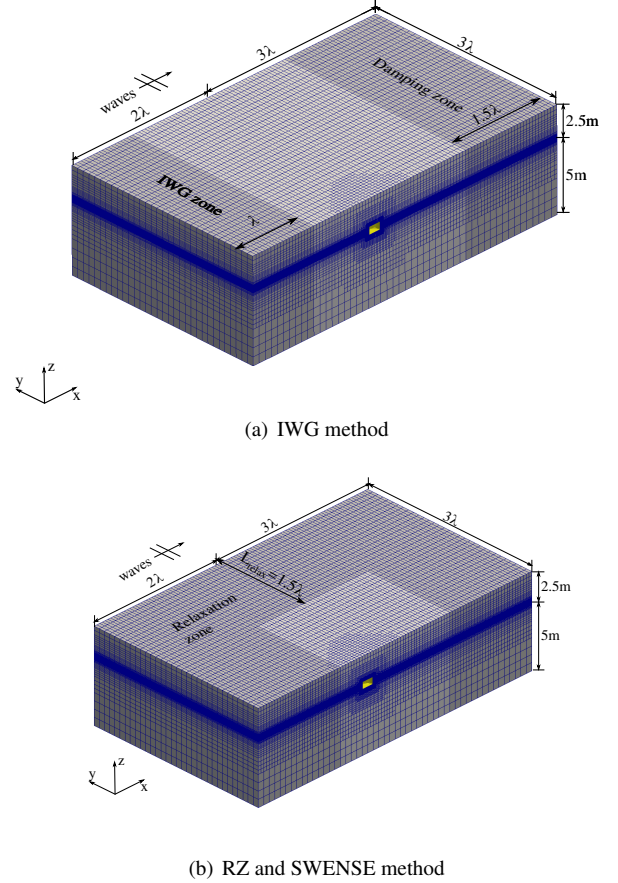 3λ
3λ
waves
2λ
Damping zone
1.5λ
2.5m
5m
IWG zone
λ
z
y
x
(a) IWG method
3λ
3λ
waves
2λ
Lrelax=1.5λ
Relaxation
zone
2.5m
5m
z
y
x
(b) RZ and SWENSE method